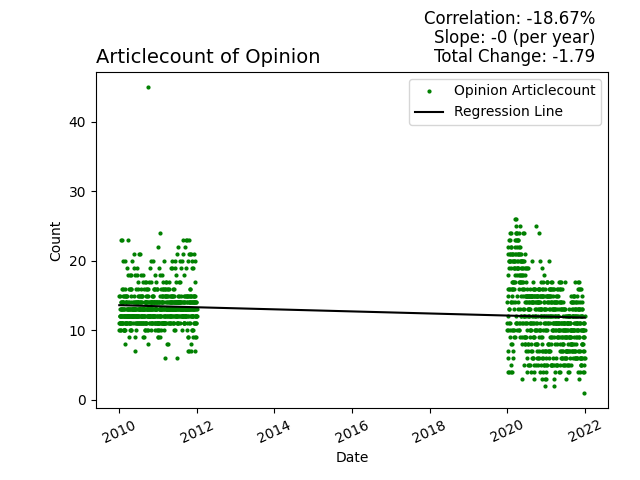 Correlation: -18.67%
Slope: -0 (per year)
Articlecount of Opinion
Total Change: -1.79
Opinion Articlecount
Regression Line
Count
40
30
20
10
0
2010
2012
2014
2016
2018
2020
2022
Date